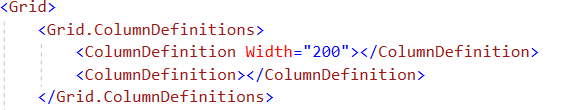 <Grid>
<Grid.ColumnDefinitions>
<ColumnDefinition Width="200"></ColumnDefinition>
<ColumnDefinition></ColumnDefinition>
</Grid.ColumnDefinitions>